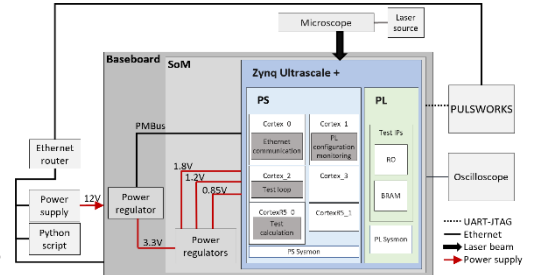 Microscope
Laser
source
Baseboard
SoM
Zynq Ultrascale +
PS
PL
PMBus
Cortex_0
Ethernet
communication
Cortex_1
PL
configuration
monitoring
Test IPs
RO
BRAM
PULSWORKS
Ethernet
router
1.8V
1.2V
0.85V
Cortex_2
Test loop
Cortex_3
Oscilloscope
Power
supply
12V
Power
regulator
CortexR5_0
Test
calculation
CortexR5_1
Python
script
3.3V
Power
regulators
PS Sysmon
PL Sysmon
UART-JTAG
Ethernet
Laser beam
Power supply